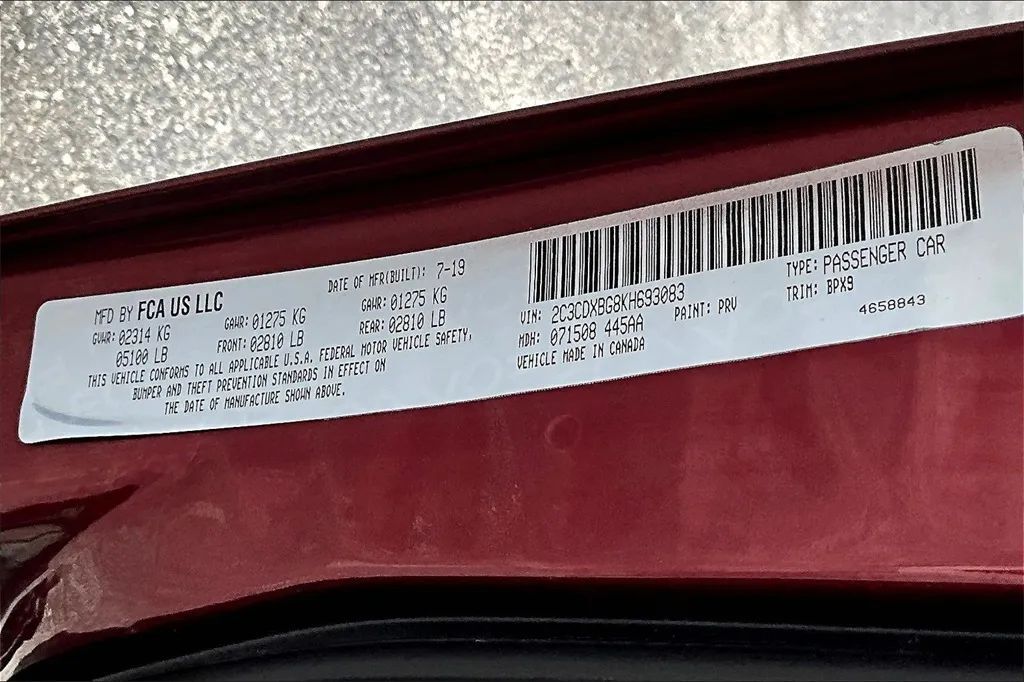 MFD BY FCA US LLC
DATE OF MFR(BUILT): 7-19
GVWR: 02314 KG
GAWR: 01275 KG
GAWR: 01275 KG
05100 LB
FRONT: 02810 LB
REAR: 02810 LB
THIS VEHICLE CONFORMS TO ALL APPLICABLE U.S.A. FEDERAL MOTOR VEHICLE SAFETY,
BUMPER AND THEFT PREVENTION STANDARDS IN EFFECT ON
THE DATE OF MANUFACTURE SHOWN ABOVE.
VIN: 2C3CDXBG8KH693083
TYPE: PASSENGER CAR
MDH: 071508 445AA
PAINT: PRV
TRIM: BPX9
VEHICLE MADE IN CANADA
4658843